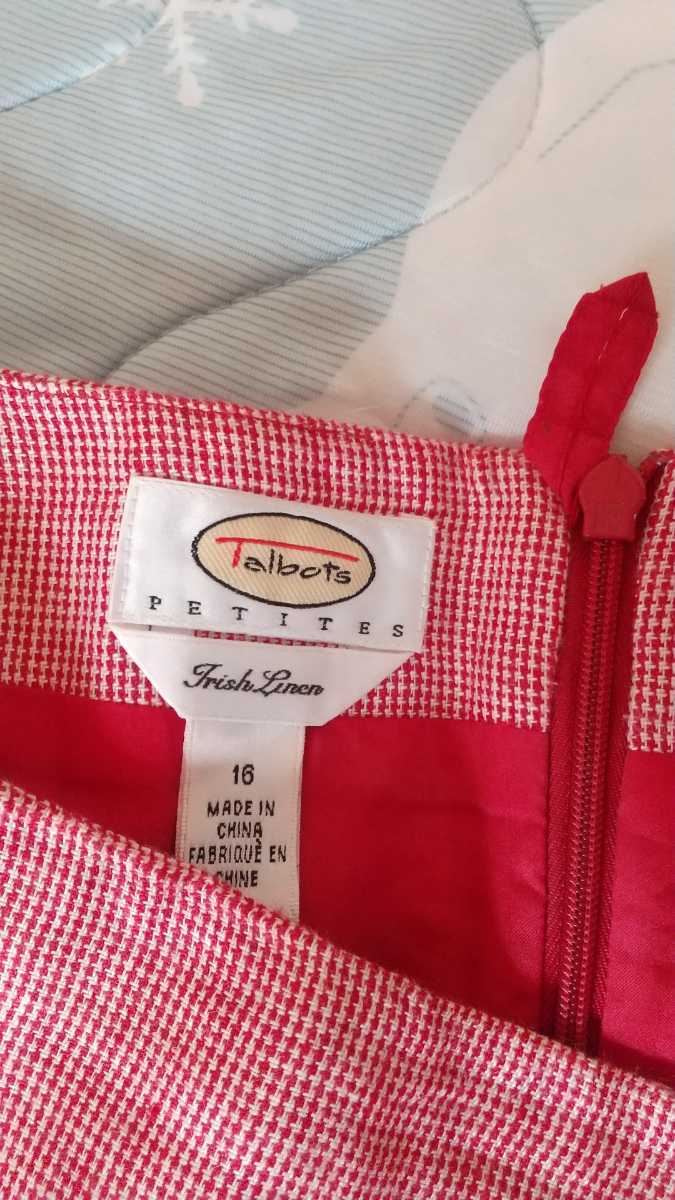 Talbots
PETITES
Irish Linen
16
MADE IN
CHINA
FABRIQUÈ EN
CHINE